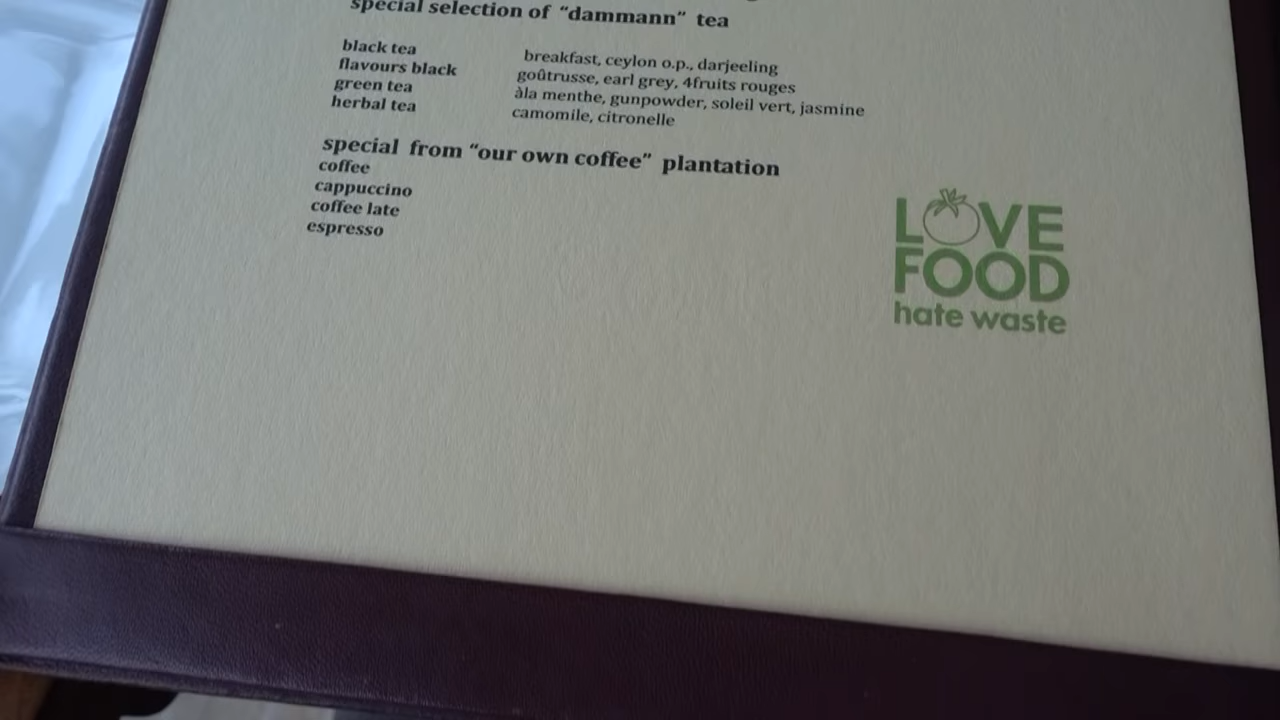 special selection of “dammann” tea
black tea breakfast, ceylon o.p., darjeeling
flavours black goûtrusse, earl grey, 4fruits rouges
green tea àla menthe, gunpowder, soleil vert, jasmine
herbal tea camomile, citronelle
special from “our own coffee” plantation
coffee
cappuccino
coffee late
espresso
LOVE
FOOD
hate waste